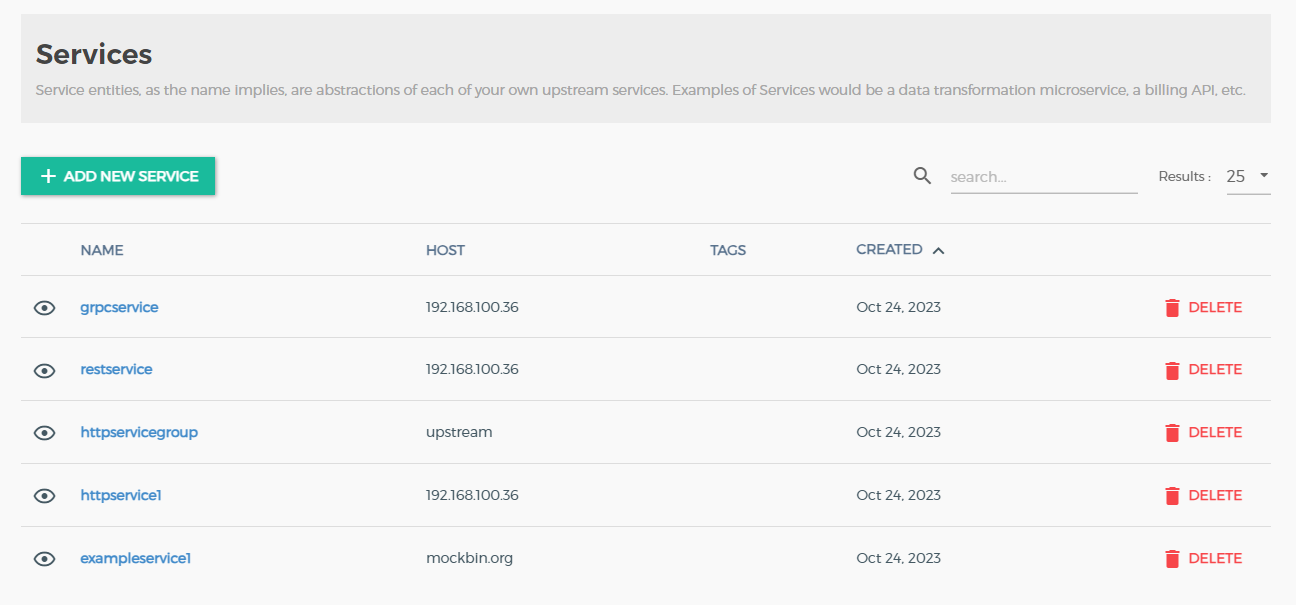 Services
Service entities, as the name implies, are abstractions of each of your own upstream services. Examples of Services would be a data transformation microservice, a billing API, etc.
+ ADD NEW SERVICE search... Results : 25
NAME HOST TAGS CREATED
grpcservice 192.168.100.36 Oct 24, 2023 DELETE
restservice 192.168.100.36 Oct 24, 2023 DELETE
httpservicegroup upstream Oct 24, 2023 DELETE
httpservice1 192.168.100.36 Oct 24, 2023 DELETE
exampleservice1 mockbin.org Oct 24, 2023 DELETE